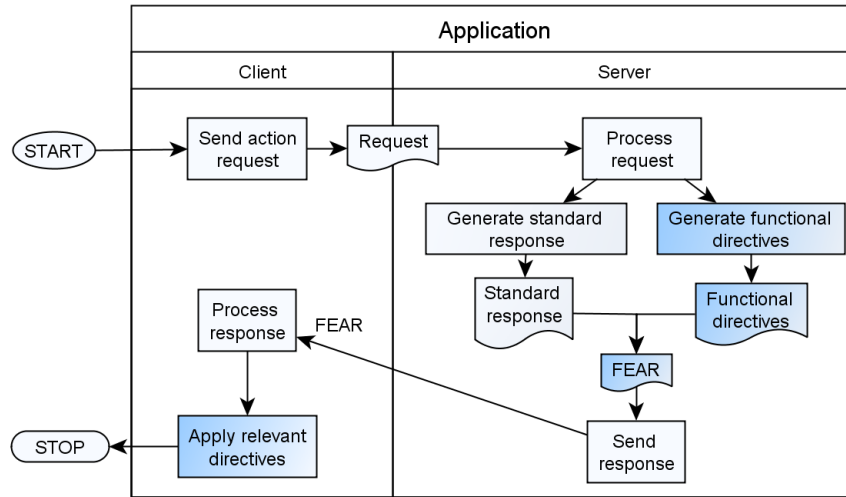 Application
Client
Server
START
Send action
request
Request
Process
request
Generate standard
response
Generate functional
directives
Standard
response
Functional
directives
Process
response
FEAR
FEAR
STOP
Apply relevant
directives
Send
response